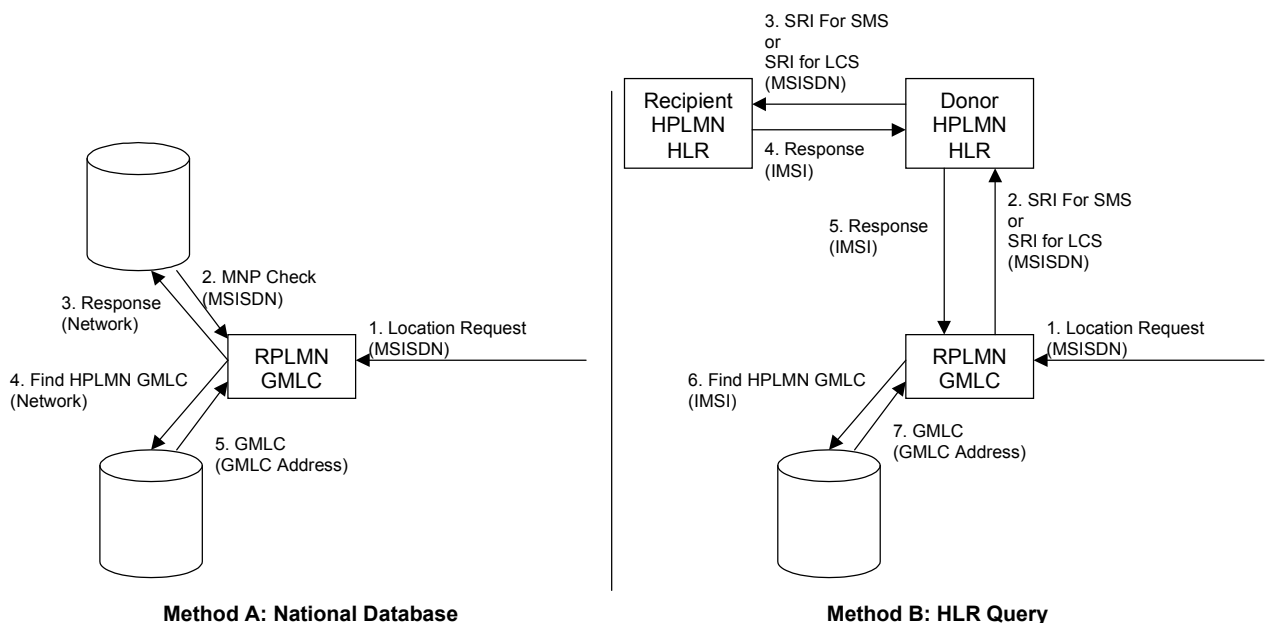 2. MNP Check
(MSISDN)
3. Response
(Network)
1. Location Request
(MSISDN)
RPLMN
GMLC
4. Find HPLMN GMLC
(Network)
5. GMLC
(GMLC Address)
Method A: National Database
3. SRI For SMS
or
SRI for LCS
(MSISDN)
Recipient
HPLMN
HLR
Donor
HPLMN
HLR
4. Response
(IMSI)
2. SRI For SMS
or
SRI for LCS
(MSISDN)
5. Response
(IMSI)
1. Location Request
(MSISDN)
RPLMN
GMLC
6. Find HPLMN GMLC
(IMSI)
7. GMLC
(GMLC Address)
Method B: HLR Query